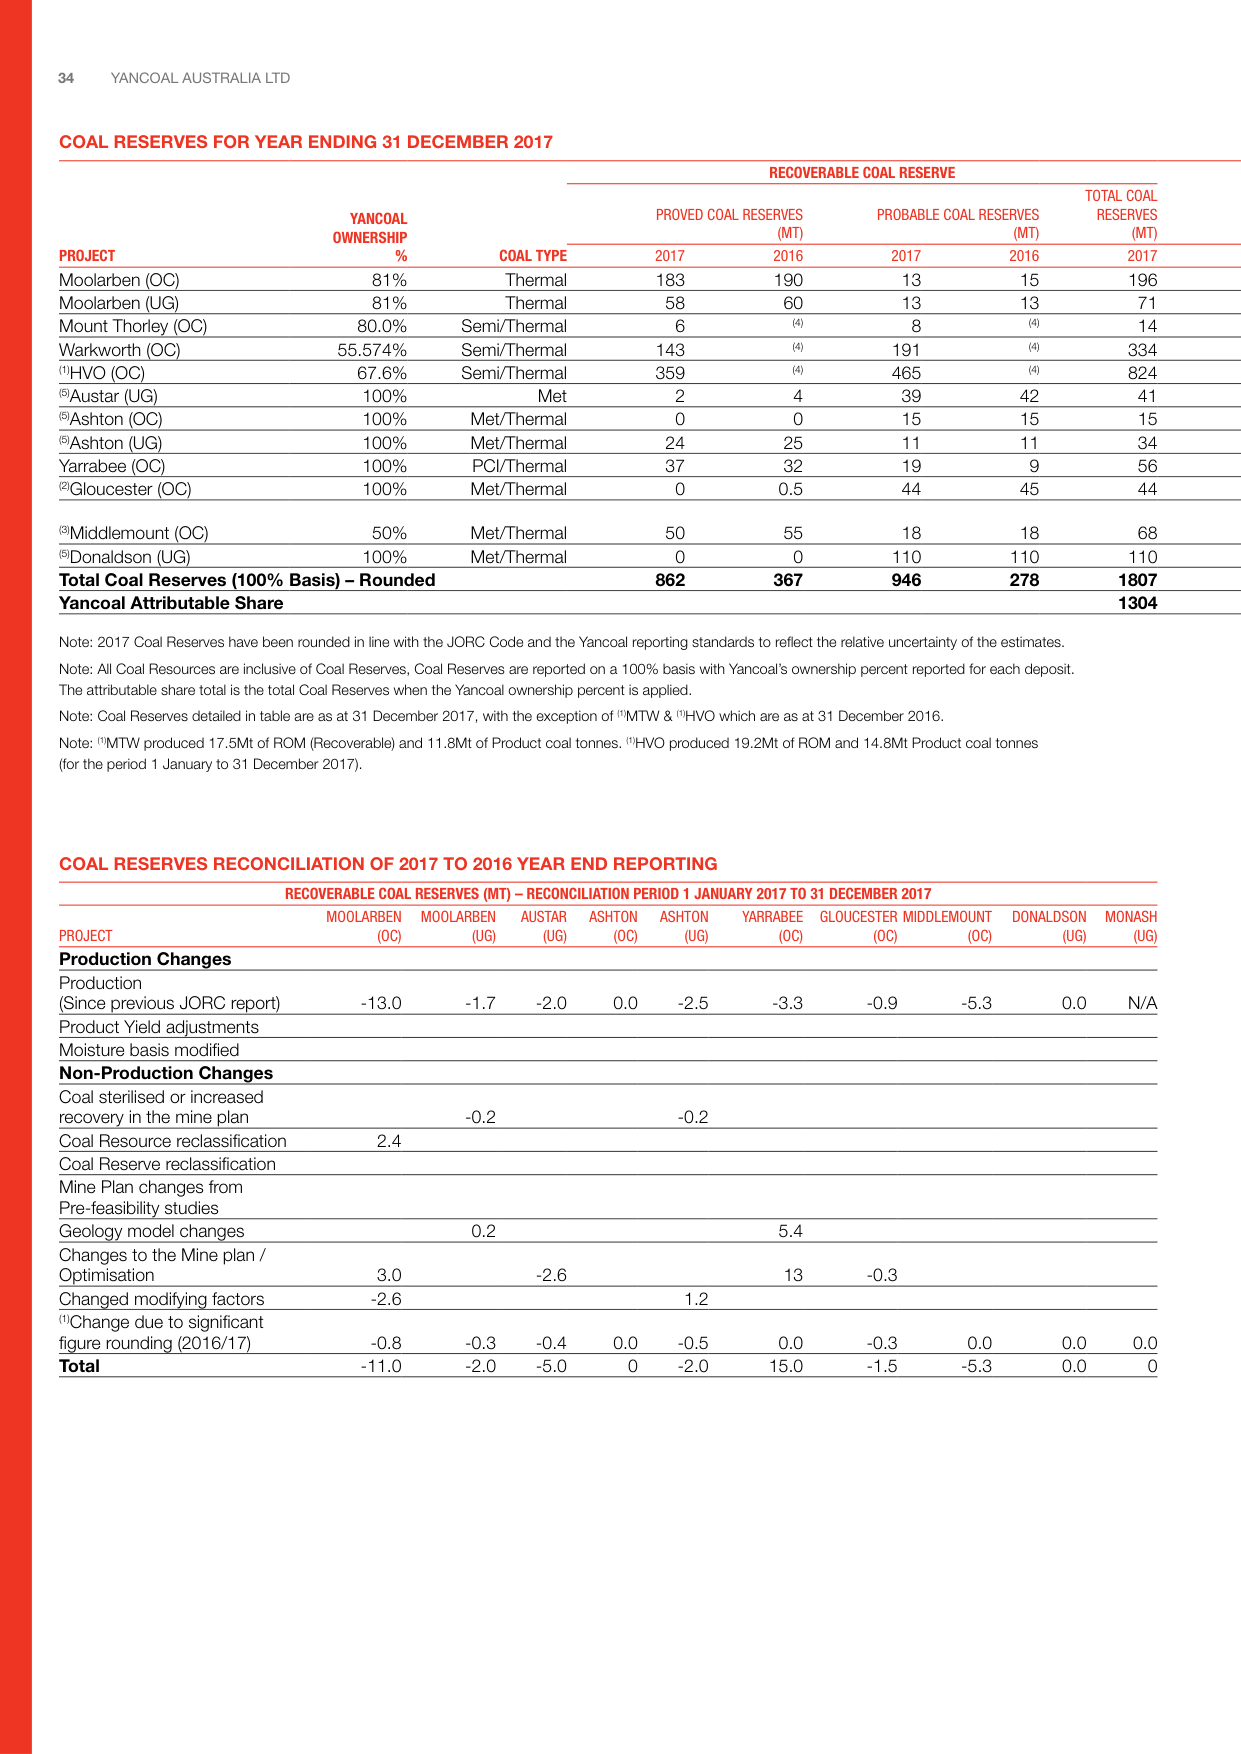 34 YANCOAL AUSTRALIA LTD
COAL RESERVES FOR YEAR ENDING 31 DECEMBER 2017
RECOVERABLE COAL RESERVE
PROJECT YANCOAL OWNERSHIP % COAL TYPE PROVED COAL RESERVES (MT) PROBABLE COAL RESERVES (MT) TOTAL COAL RESERVES (MT)
2017 2016 2017 2016 2017
Moolarben (OC) 81% Thermal 183 190 13 15 196
Moolarben (UG) 81% Thermal 58 60 13 13 71
Mount Thorley (OC) 80.0% Semi/Thermal 6 (4) 8 (4) 14
Warkworth (OC) 55.574% Semi/Thermal 143 (4) 191 (4) 334
(1)HVO (OC) 67.6% Semi/Thermal 359 (4) 465 (4) 824
(5)Austar (UG) 100% Met 2 4 39 42 41
(5)Ashton (OC) 100% Met/Thermal 0 0 15 15 15
(5)Ashton (UG) 100% Met/Thermal 24 25 11 11 34
Yarrabee (OC) 100% PCI/Thermal 37 32 19 9 56
(2)Gloucester (OC) 100% Met/Thermal 0 0.5 44 45 44
(3)Middlemount (OC) 50% Met/Thermal 50 55 18 18 68
(5)Donaldson (UG) 100% Met/Thermal 0 0 110 110 110
Total Coal Reserves (100% Basis) – Rounded 862 367 946 278 1807
Yancoal Attributable Share 1304
Note: 2017 Coal Reserves have been rounded in line with the JORC Code and the Yancoal reporting standards to reflect the relative uncertainty of the estimates.
Note: All Coal Resources are inclusive of Coal Reserves, Coal Reserves are reported on a 100% basis with Yancoal's ownership percent reported for each deposit.
The attributable share total is the total Coal Reserves when the Yancoal ownership percent is applied.
Note: Coal Reserves detailed in table are as at 31 December 2017, with the exception of (1)MTW & (1)HVO which are as at 31 December 2016.
Note: (1)MTW produced 17.5Mt of ROM (Recoverable) and 11.8Mt of Product coal tonnes. (1)HVO produced 19.2Mt of ROM and 14.8Mt Product coal tonnes
(for the period 1 January to 31 December 2017).
COAL RESERVES RECONCILIATION OF 2017 TO 2016 YEAR END REPORTING
RECOVERABLE COAL RESERVES (MT) – RECONCILIATION PERIOD 1 JANUARY 2017 TO 31 DECEMBER 2017
MOOLARBEN MOOLARBEN AUSTAR ASHTON ASHTON YARRABEE GLOUCESTER MIDDLEMOUNT DONALDSON MONASH
PROJECT (OC) (UG) (UG) (OC) (UG) (OC) (OC) (OC) (UG) (UG)
Production Changes
Production
(Since previous JORC report) -13.0 -1.7 -2.0 0.0 -2.5 -3.3 -0.9 -5.3 0.0 N/A
Product Yield adjustments
Moisture basis modified
Non-Production Changes
Coal sterilised or increased
recovery in the mine plan -0.2 -0.2
Coal Resource reclassification 2.4
Coal Reserve reclassification
Mine Plan changes from
Pre-feasibility studies
Geology model changes 0.2 5.4
Changes to the Mine plan /
Optimisation 3.0 -2.6 13 -0.3
Changed modifying factors -2.6 1.2
(1)Change due to significant
figure rounding (2016/17) -0.8 -0.3 -0.4 0.0 -0.5 0.0 -0.3 0.0 0.0 0.0
Total -11.0 -2.0 -5.0 0 -2.0 15.0 -1.5 -5.3 0.0 0